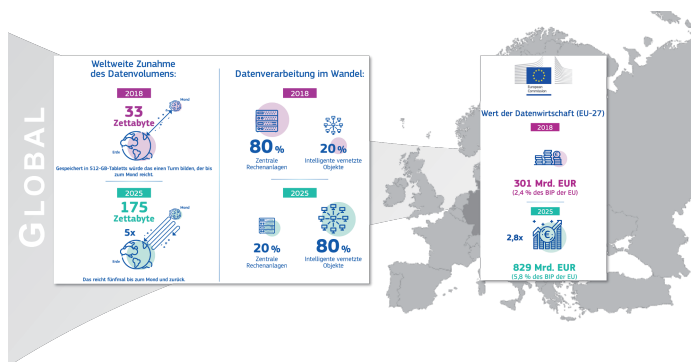 GLOBAL
Weltweite Zunahme
des Datenvolumens:
2018
33
Zettabyte
Mond
Erde
Gespeichert in 512-GB-Tabletts würde das einen Turm bilden, der bis
zum Mond reicht.
2025
175
Zettabyte
5x
Mond
Erde
Das reicht fünfmal bis zum Mond und zurück.
Datenverarbeitung im Wandel:
2018
80 %
Zentrale
Rechenanlagen
20 %
Intelligente vernetzte
Objekte
2025
20 %
Zentrale
Rechenanlagen
80 %
Intelligente vernetzte
Objekte
European
Commission
Wert der Datenwirtschaft (EU-27)
2018
301 Mrd. EUR
(2,4 % des BIP der EU)
2025
2,8x
829 Mrd. EUR
(5,8 % des BIP der EU)